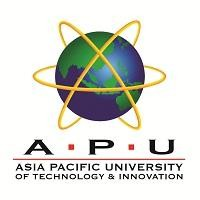 A • P • U
ASIA PACIFIC UNIVERSITY
OF TECHNOLOGY & INNOVATION